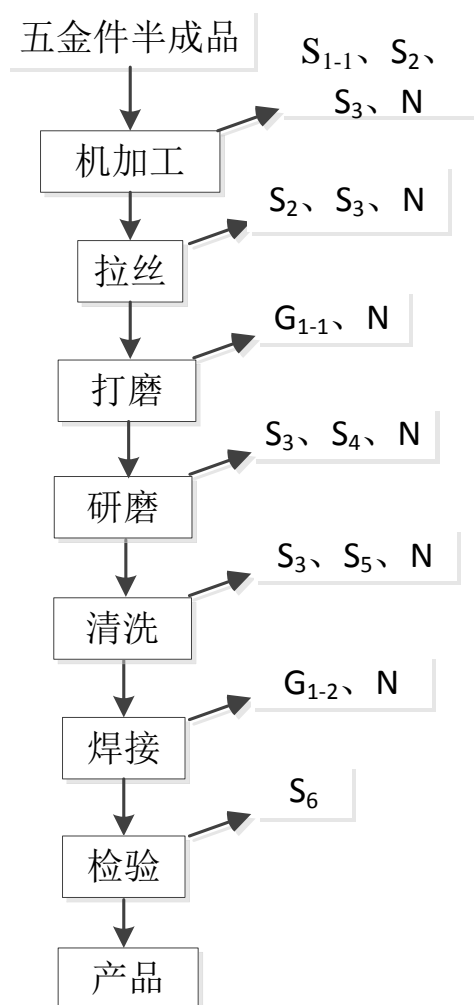 五金件半成品
S₁₋₁、S₂、
S₃、N
机加工
S₂、S₃、N
拉丝
G₁₋₁、N
打磨
S₃、S₄、N
研磨
S₃、S₅、N
清洗
G₁₋₂、N
焊接
S₆
检验
产品